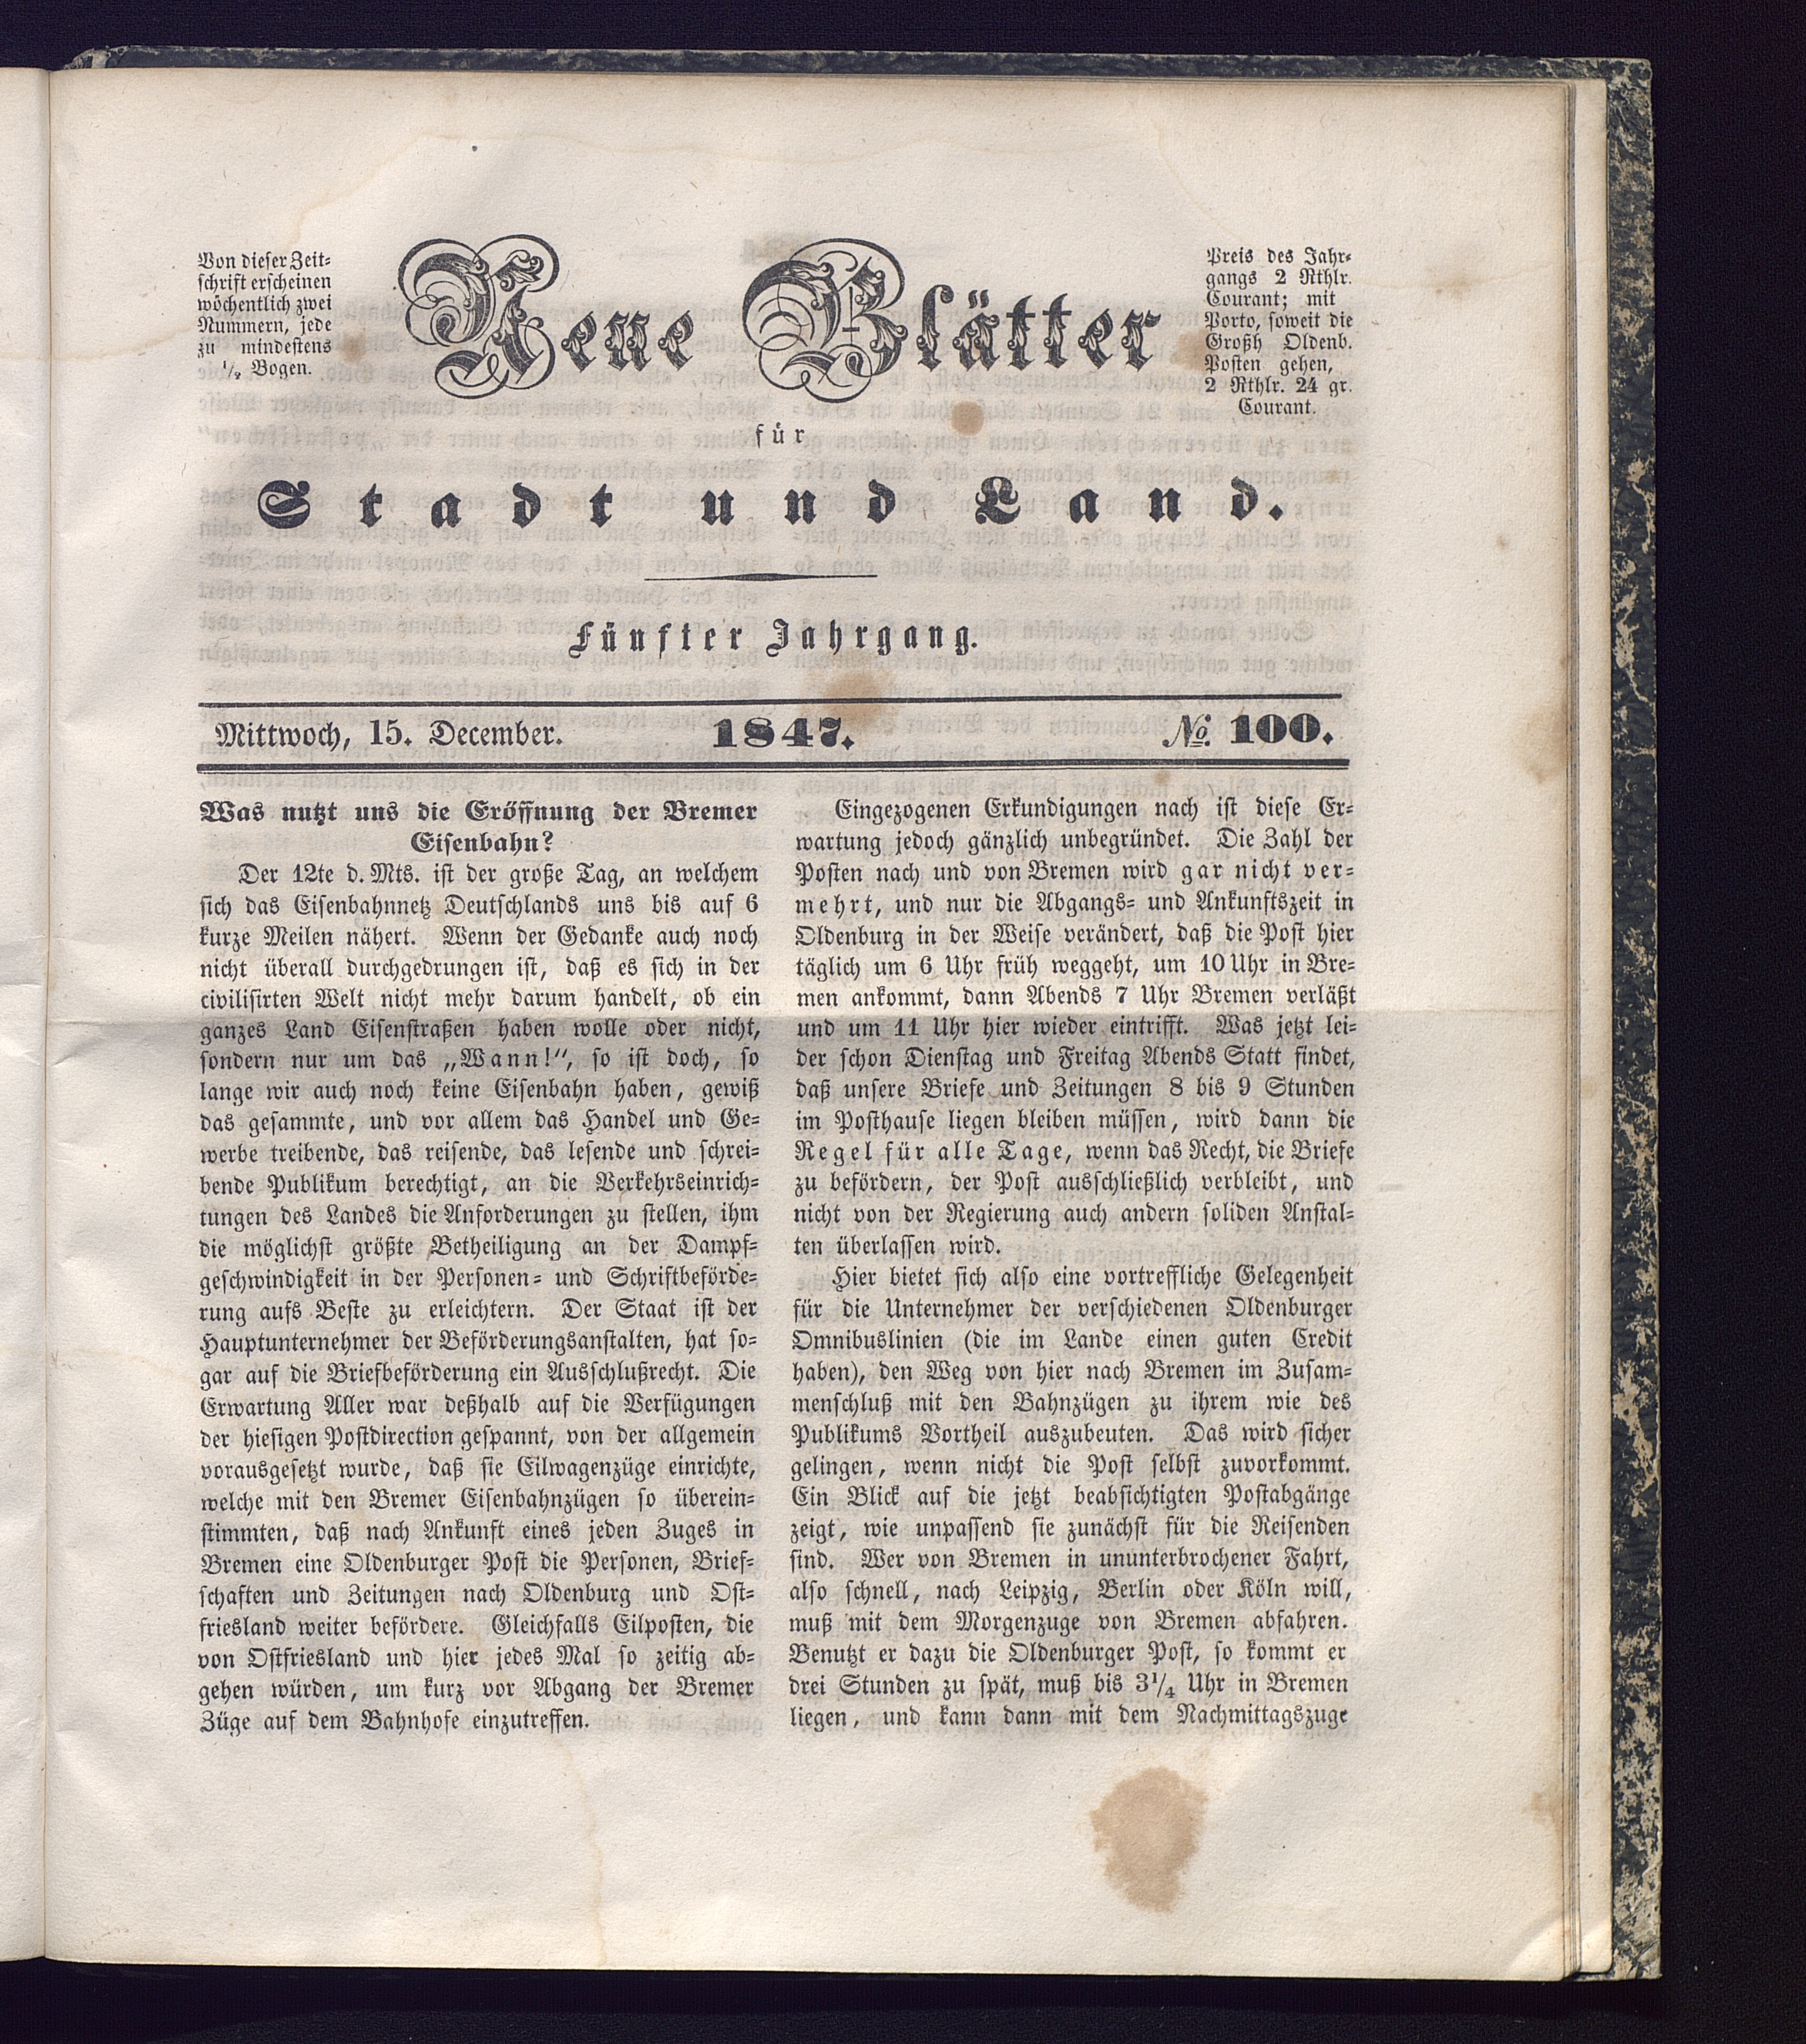 Von dieser Zeit-
schrift erscheinen
wöchentlich zwei
Nummern, jede
zu mindestens
1/2 Bogen.
Neue Blätter
für
Stadt und Land.
Preis des Jahr-
gangs 2 Rthlr.
Courant; mit
Porto, soweit die
Großh Oldenb.
Posten gehen,
2 Rthlr. 24 gr.
Courant.
Fünfter Jahrgang.
Mittwoch, 15. December. 1847. No. 100.
Was nutzt uns die Eröffnung der Bremer
Eisenbahn?
Der 12te d. Mts. ist der große Tag, an welchem
sich das Eisenbahnnetz Deutschlands uns bis auf 6
kurze Meilen nähert. Wenn der Gedanke auch noch
nicht überall durchgedrungen ist, daß es sich in der
civilisirten Welt nicht mehr darum handelt, ob ein
ganzes Land Eisenstraßen haben wolle oder nicht,
sondern nur um das „Wann!“, so ist doch, so
lange wir auch noch keine Eisenbahn haben, gewiß
das gesammte, und vor allem das Handel und Ge-
werbe treibende, das reisende, das lesende und schrei-
bende Publikum berechtigt, an die Verkehrseinrich-
tungen des Landes die Anforderungen zu stellen, ihm
die möglichst größte Betheiligung an der Dampf-
geschwindigkeit in der Personen- und Schriftbeförde-
rung aufs Beste zu erleichtern. Der Staat ist der
Hauptunternehmer der Beförderungsanstalten, hat so-
gar auf die Briefbeförderung ein Ausschlußrecht. Die
Erwartung Aller war deßhalb auf die Verfügungen
der hiesigen Postdirection gespannt, von der allgemein
vorausgesetzt wurde, daß sie Eilwagenzüge einrichte,
welche mit den Bremer Eisenbahnzügen so überein-
stimmten, daß nach Ankunft eines jeden Zuges in
Bremen eine Oldenburger Post die Personen, Brief-
schaften und Zeitungen nach Oldenburg und Ost-
friesland weiter befördere. Gleichfalls Eilposten, die
von Ostfriesland und hier jedes Mal so zeitig ab-
gehen würden, um kurz vor Abgang der Bremer
Züge auf dem Bahnhofe einzutreffen.
Eingezogenen Erkundigungen nach ist diese Er-
wartung jedoch gänzlich unbegründet. Die Zahl der
Posten nach und von Bremen wird gar nicht ver-
mehrt, und nur die Abgangs- und Ankunftszeit in
Oldenburg in der Weise verändert, daß die Post hier
täglich um 6 Uhr früh weggeht, um 10 Uhr in Bre-
men ankommt, dann Abends 7 Uhr Bremen verläßt
und um 11 Uhr hier wieder eintrifft. Was jetzt lei-
der schon Dienstag und Freitag Abends Statt findet,
daß unsere Briefe und Zeitungen 8 bis 9 Stunden
im Posthause liegen bleiben müssen, wird dann die
Regel für alle Tage, wenn das Recht, die Briefe
zu befördern, der Post ausschließlich verbleibt, und
nicht von der Regierung auch andern soliden Anstal-
ten überlassen wird.
Hier bietet sich also eine vortreffliche Gelegenheit
für die Unternehmer der verschiedenen Oldenburger
Omnibuslinien (die im Lande einen guten Credit
haben), den Weg von hier nach Bremen im Zusam-
menschluß mit den Bahnzügen zu ihrem wie des
Publikums Vortheil auszubeuten. Das wird sicher
gelingen, wenn nicht die Post selbst zuvorkommt.
Ein Blick auf die jetzt beabsichtigten Postabgänge
zeigt, wie unpassend sie zunächst für die Reisenden
sind. Wer von Bremen in ununterbrochener Fahrt,
also schnell, nach Leipzig, Berlin oder Köln will,
muß mit dem Morgenzuge von Bremen abfahren.
Benutzt er dazu die Oldenburger Post, so kommt er
drei Stunden zu spät, muß bis 3 1/4 Uhr in Bremen
liegen, und kann dann mit dem Nachmittagszuge